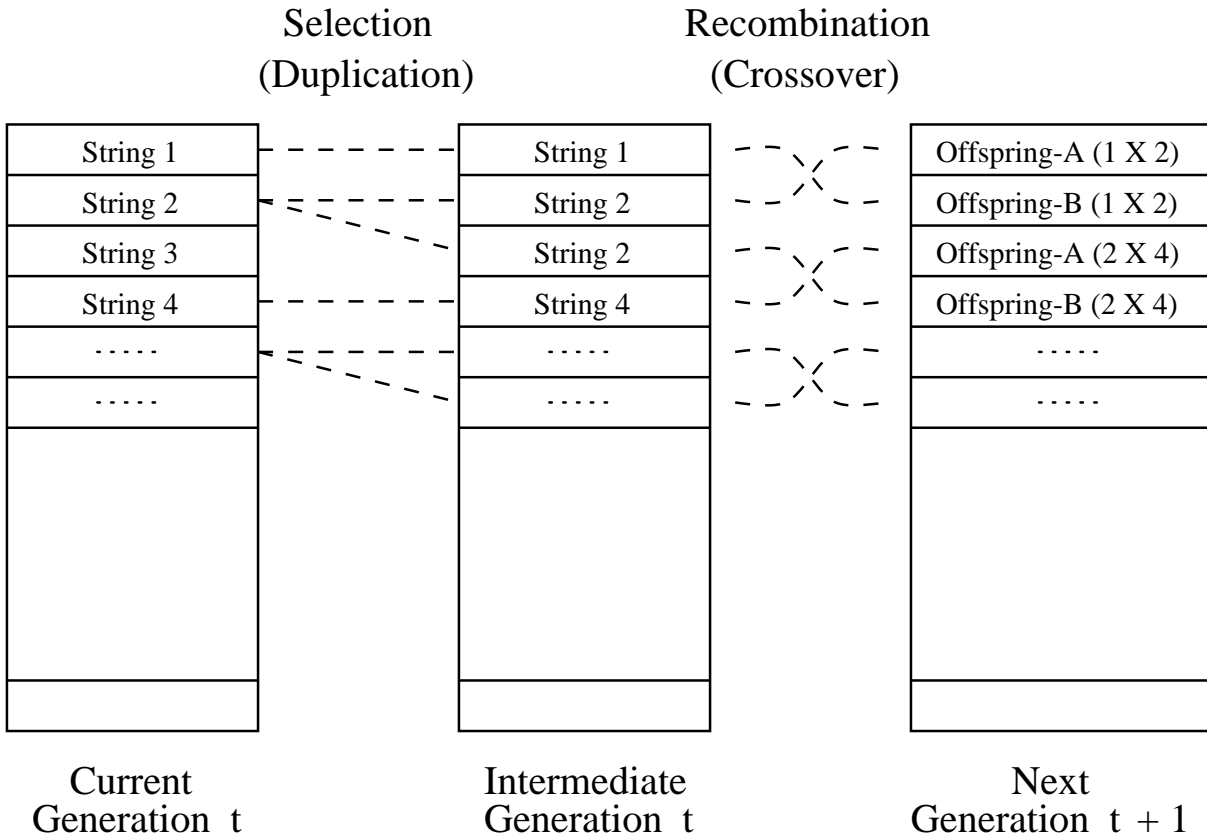 Selection
(Duplication)
Recombination
(Crossover)
String 1
String 2
String 3
String 4
.....
.....
String 1
String 2
String 2
String 4
.....
.....
Offspring-A (1 X 2)
Offspring-B (1 X 2)
Offspring-A (2 X 4)
Offspring-B (2 X 4)
.....
.....
Current
Generation t
Intermediate
Generation t
Next
Generation t + 1